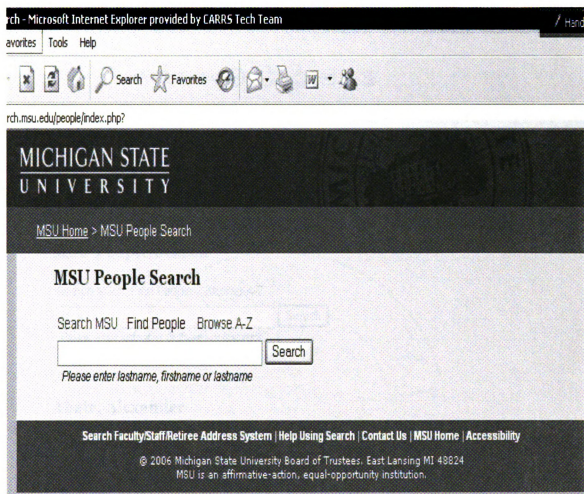 rch - Microsoft Internet Explorer provided by CARRS Tech Team
/ Hand
avorites Tools Help
Search Favorites W
rch.msu.edu/people/index.php?
MICHIGAN STATE
UNIVERSITY
MSU Home > MSU People Search
MSU People Search
Search MSU Find People Browse A-Z
Search
Please enter lastname, firstname or lastname
Search Faculty/Staff/Retiree Address System | Help Using Search | Contact Us | MSU Home | Accessibility
© 2006 Michigan State University Board of Trustees. East Lansing MI 48824
MSU is an affirmative-action, equal-opportunity institution.